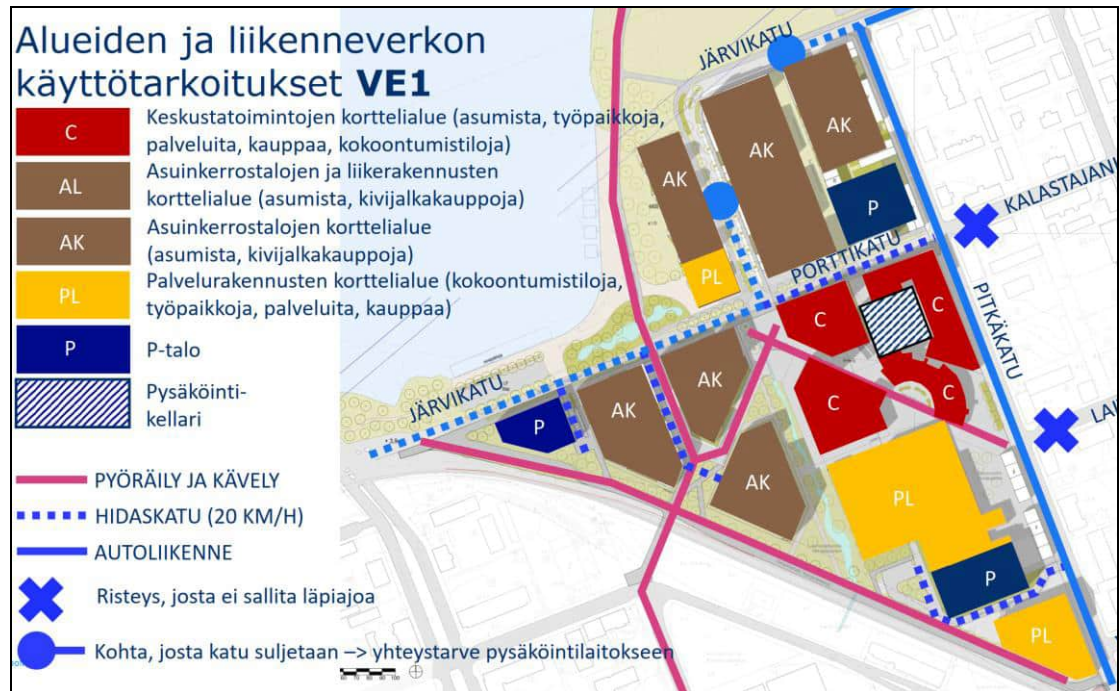 Alueiden ja liikenneverkon
käyttötarkoitukset VE1
C
Keskustatoimintojen korttelialue (asumista, työpaikkoja,
palveluita, kauppaa, kokoontumistiloja)
AL
Asuinkerrostalojen ja liikerakennusten
korttelialue (asumista, kivijalkakauppoja)
AK
Asuinkerrostalojen korttelialue
(asumista, kivijalkakauppoja)
PL
Palvelurakennusten korttelialue (kokoontumistiloja,
työpaikkoja, palveluita, kauppaa)
P
P-talo
Pysäköinti-
kellari
PYÖRÄILY JA KÄVELY
HIDASKATU (20 KM/H)
AUTOLIIKENNE
Risteys, josta ei sallita läpiajoa
Kohta, josta katu suljetaan –> yhteystarve pysäköintilaitokseen
JÄRVIKATU
AK
AK
AK
P
KALASTAJANI
PORTTIKATU
PL
C
C
PITKÄKATU
JÄRVIKATU
AK
C
C
LAI
P
AK
AK
PL
P
PL